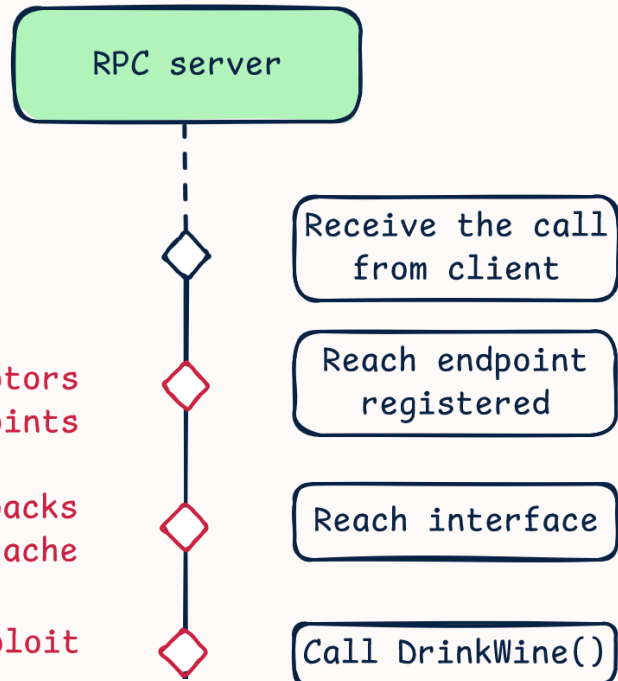 RPC server
Receive the call
from client
Reach endpoint
registered
Reach interface
Call DrinkWine()